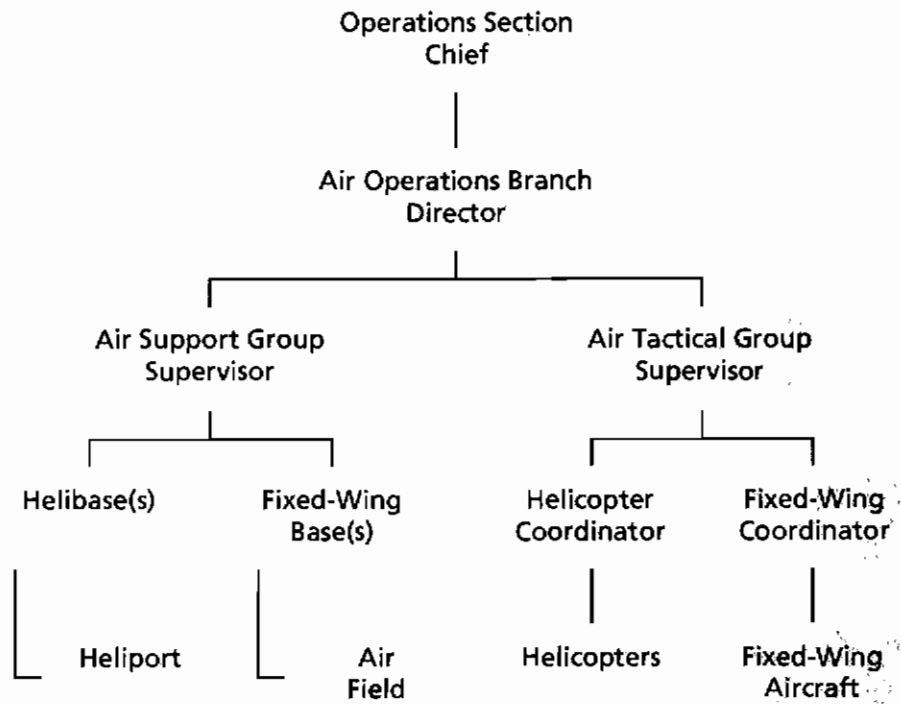 Operations Section
Chief
Air Operations Branch
Director
Air Support Group
Supervisor
Air Tactical Group
Supervisor
Helibase(s)
Fixed-Wing
Base(s)
Helicopter
Coordinator
Fixed-Wing
Coordinator
Heliport
Air
Field
Helicopters
Fixed-Wing
Aircraft